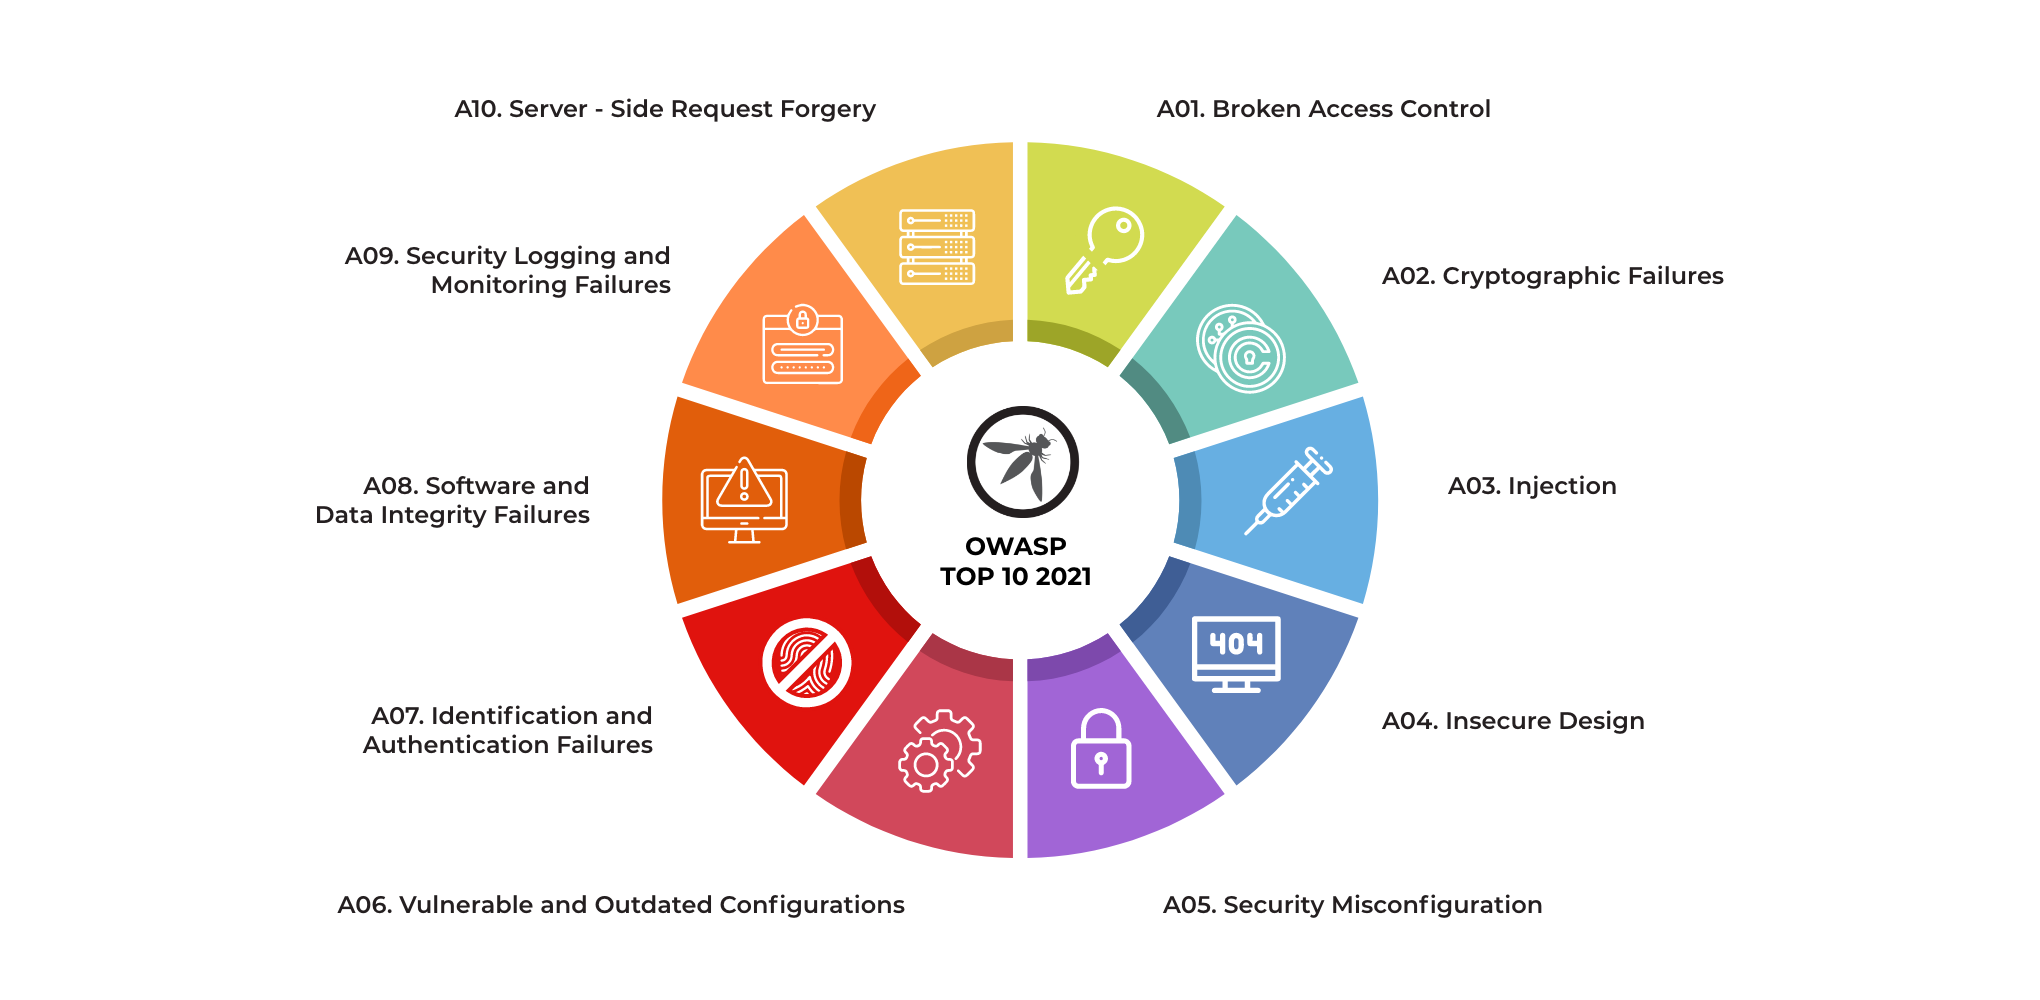 A01. Broken Access Control
A02. Cryptographic Failures
A03. Injection
404
A04. Insecure Design
A05. Security Misconfiguration
A06. Vulnerable and Outdated Configurations
A07. Identification and
Authentication Failures
A08. Software and
Data Integrity Failures
A09. Security Logging and
Monitoring Failures
A10. Server - Side Request Forgery
OWASP
TOP 10 2021